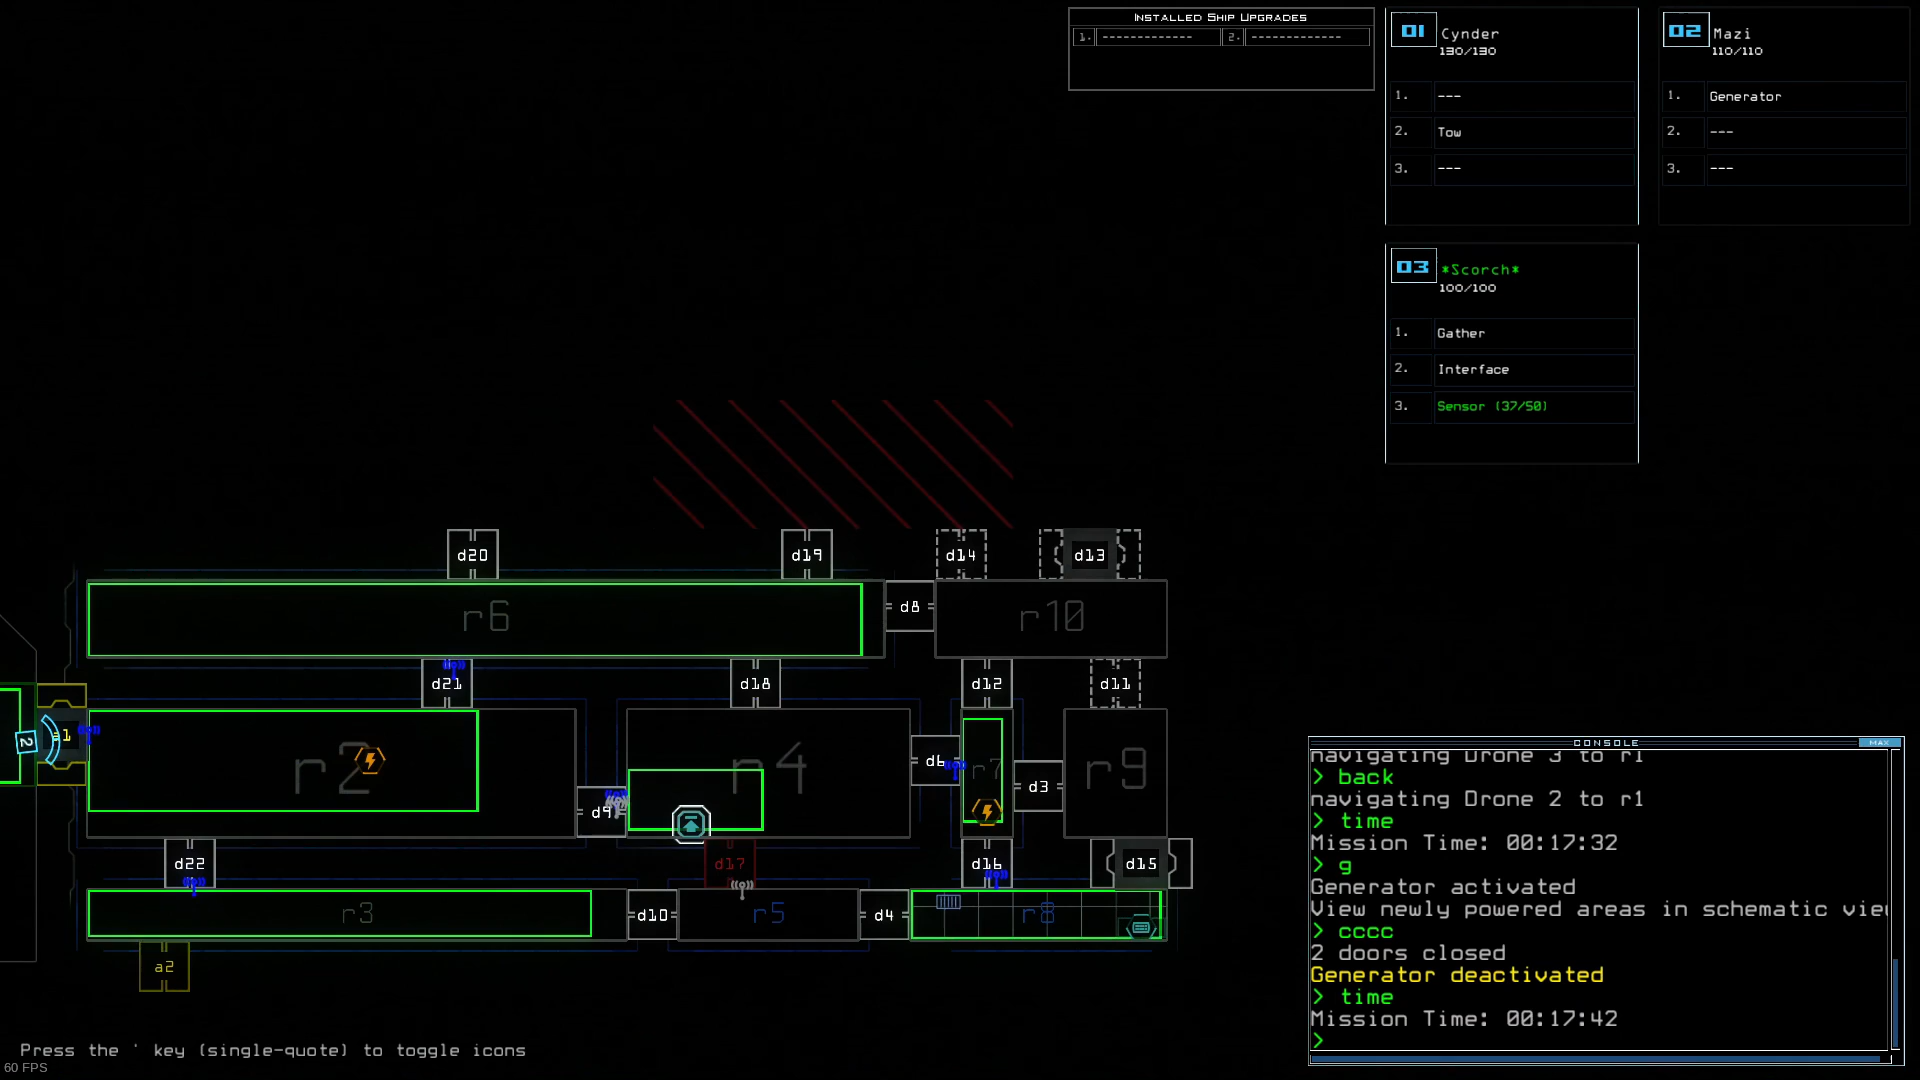 INSTALLED SHIP UPGRADES
1. ------------- 2. -------------
01 Cynder
130/130
1. ---
2. Tow
3. ---
02 Mazi
110/110
1. Generator
2. ---
3. ---
03 *Scorch*
100/100
1. Gather
2. Interface
3. Sensor (37/50)
d20
d19
d14
d13
r6
d8
r10
d21
d18
d12
d11
2
r2
r4
d6
r7
d3
r9
d9
d22
d17
d16
d15
r3
d10
r5
d4
r8
a2
CONSOLE
MAX
navigating Drone 3 to r1
> back
navigating Drone 2 to r1
> time
Mission Time: 00:17:32
> g
Generator activated
View newly powered areas in schematic vie
> cccc
2 doors closed
Generator deactivated
> time
Mission Time: 00:17:42
>
Press the ' key (single-quote) to toggle icons
60 FPS